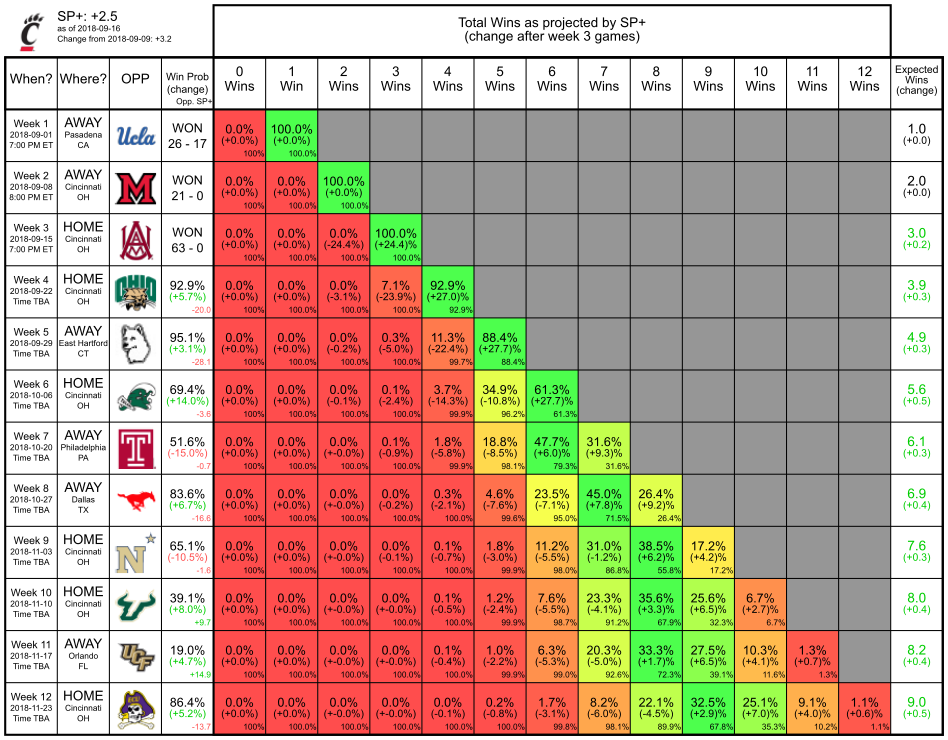 SP+: +2.5
as of 2018-09-16
Change from 2018-09-09: +3.2
Total Wins as projected by SP+
(change after week 3 games)
When? Where? OPP Win Prob (change) Opp. SP+ 0 Wins 1 Win 2 Wins 3 Wins 4 Wins 5 Wins 6 Wins 7 Wins 8 Wins 9 Wins 10 Wins 11 Wins 12 Wins Expected Wins (change)
Week 1 AWAY WON 0.0% 100.0% 1.0
2018-09-01 Pasadena Ucla (+0.0%) (+0.0%) (+0.0)
7:00 PM ET CA 26 - 17 100% 100.0%
Week 2 AWAY M WON 0.0% 0.0% 100.0% 2.0
2018-09-08 Cincinnati (+0.0%) (+0.0%) (+0.0%) (+0.0)
8:00 PM ET OH 21 - 0 100% 100.0% 100.0%
Week 3 HOME WON 0.0% 0.0% 0.0% 100.0% 3.0
2018-09-15 Cincinnati (+0.0%) (+0.0%) (-24.4%) (+24.4)% (+0.2)
7:00 PM ET OH 63 - 0 100% 100.0% 100.0% 100.0%
Week 4 HOME OHIO 92.9% 0.0% 0.0% 0.0% 7.1% 92.9% 3.9
2018-09-22 Cincinnati (+5.7%) (+0.0%) (+0.0%) (-3.1%) (-23.9%) (+27.0)% (+0.3)
Time TBA OH -20.0 100% 100.0% 100.0% 100.0% 92.9%
Week 5 AWAY 95.1% 0.0% 0.0% 0.0% 0.3% 11.3% 88.4% 4.9
2018-09-29 East Hartford (+3.1%) (+0.0%) (+0.0%) (-0.2%) (-5.0%) (-22.4%) (+27.7)% (+0.3)
Time TBA CT -28.1 100% 100.0% 100.0% 100.0% 99.7% 88.4%
Week 6 HOME 69.4% 0.0% 0.0% 0.0% 0.1% 3.7% 34.9% 61.3% 5.6
2018-10-06 Cincinnati (+14.0%) (+0.0%) (+0.0%) (-0.1%) (-2.4%) (-14.3%) (-10.8%) (+27.7)% (+0.5)
Time TBA OH -3.6 100% 100.0% 100.0% 100.0% 99.9% 96.2% 61.3%
Week 7 AWAY T 51.6% 0.0% 0.0% 0.0% 0.1% 1.8% 18.8% 47.7% 31.6% 6.1
2018-10-20 Philadelphia (-15.0%) (+0.0%) (+0.0%) (+-0.0%) (-0.9%) (-5.8%) (-8.5%) (+6.0)% (+9.3)% (+0.3)
Time TBA PA -0.7 100% 100.0% 100.0% 100.0% 99.9% 98.1% 79.3% 31.6%
Week 8 AWAY 83.6% 0.0% 0.0% 0.0% 0.0% 0.3% 4.6% 23.5% 45.0% 26.4% 6.9
2018-10-27 Dallas (+6.7%) (+0.0%) (+0.0%) (+-0.0%) (-0.2%) (-2.1%) (-7.6%) (-7.1%) (+7.8)% (+9.2)% (+0.4)
Time TBA TX -16.6 100% 100.0% 100.0% 100.0% 100.0% 99.6% 95.0% 71.5% 26.4%
Week 9 HOME N 65.1% 0.0% 0.0% 0.0% 0.0% 0.1% 1.8% 11.2% 31.0% 38.5% 17.2% 7.6
2018-11-03 Cincinnati (-10.5%) (+0.0%) (+0.0%) (+-0.0%) (-0.1%) (-0.7%) (-3.0%) (-5.5%) (-1.2%) (+6.2)% (+4.2)% (+0.3)
Time TBA OH -1.6 100% 100.0% 100.0% 100.0% 100.0% 99.9% 98.0% 86.8% 55.8% 17.2%
Week 10 HOME 39.1% 0.0% 0.0% 0.0% 0.0% 0.1% 1.2% 7.6% 23.3% 35.6% 25.6% 6.7% 8.0
2018-11-10 Cincinnati (+8.0%) (+0.0%) (+0.0%) (+-0.0%) (+-0.0%) (-0.5%) (-2.4%) (-5.5%) (-4.1%) (+3.3)% (+6.5)% (+2.7)% (+0.4)
Time TBA OH +9.7 100% 100.0% 100.0% 100.0% 100.0% 99.9% 98.7% 91.2% 67.9% 32.3% 6.7%
Week 11 AWAY UCF 19.0% 0.0% 0.0% 0.0% 0.0% 0.1% 1.0% 6.3% 20.3% 33.3% 27.5% 10.3% 1.3% 8.2
2018-11-17 Orlando (+4.7%) (+0.0%) (+0.0%) (+-0.0%) (+-0.0%) (-0.4%) (-2.2%) (-5.3%) (-5.0%) (+1.7)% (+6.5)% (+4.1)% (+0.7)% (+0.4)
Time TBA FL +14.9 100% 100.0% 100.0% 100.0% 100.0% 99.9% 99.0% 92.6% 72.3% 39.1% 11.6% 1.3%
Week 12 HOME 86.4% 0.0% 0.0% 0.0% 0.0% 0.0% 0.2% 1.7% 8.2% 22.1% 32.5% 25.1% 9.1% 1.1% 9.0
2018-11-23 Cincinnati (+5.2%) (+0.0%) (+0.0%) (+-0.0%) (+-0.0%) (-0.1%) (-0.8%) (-3.1%) (-6.0%) (-4.5%) (+2.9)% (+7.0)% (+4.0)% (+0.6)% (+0.5)
Time TBA OH -13.7 100% 100.0% 100.0% 100.0% 100.0% 100.0% 99.8% 98.1% 89.9% 67.8% 35.3% 10.2% 1.1%